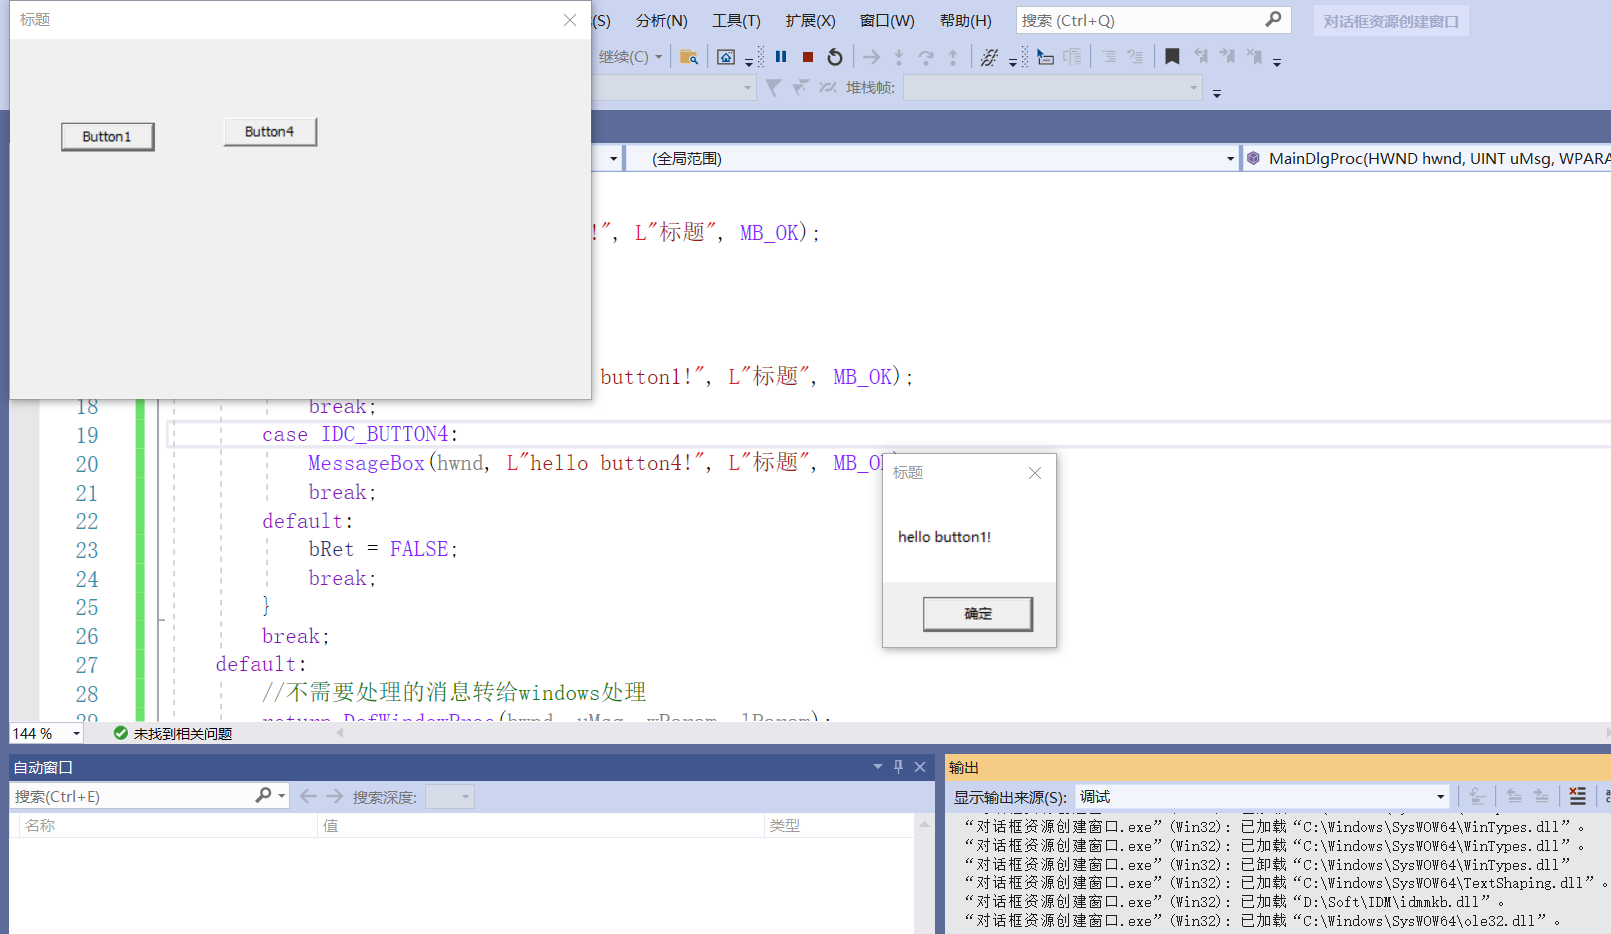 标题
(S) 分析(N) 工具(T) 扩展(X) 窗口(W) 帮助(H) 搜索 (Ctrl+Q) 对话框资源创建窗口
继续(C)
堆栈帧:
Button1 Button4
(全局范围) MainDlgProc(HWND hwnd, UINT uMsg, WPARA
!", L"标题", MB_OK);
button1!", L"标题", MB_OK);
18 break;
19 case IDC_BUTTON4:
20 MessageBox(hwnd, L"hello button4!", L"标题", MB_O
21 break;
22 default:
23 bRet = FALSE;
24 break;
25 }
26 break;
27 default:
28 //不需要处理的消息转给windows处理
29 return DefWindowProc(hwnd, uMsg, wParam, lParam);
标题
hello button1!
确定
144 % 未找到相关问题
自动窗口
搜索(Ctrl+E) 搜索深度:
名称 值 类型
输出
显示输出来源(S): 调试
“对话框资源创建窗口.exe”(Win32): 已加载“C:\Windows\SysWOW64\WinTypes.dll”。
“对话框资源创建窗口.exe”(Win32): 已加载“C:\Windows\SysWOW64\WinTypes.dll”。
“对话框资源创建窗口.exe”(Win32): 已卸载“C:\Windows\SysWOW64\WinTypes.dll”
“对话框资源创建窗口.exe”(Win32): 已加载“C:\Windows\SysWOW64\TextShaping.dll”。
“对话框资源创建窗口.exe”(Win32): 已加载“D:\Soft\IDM\idmmkb.dll”。
“对话框资源创建窗口.exe”(Win32): 已加载“C:\Windows\SysWOW64\ole32.dll”。